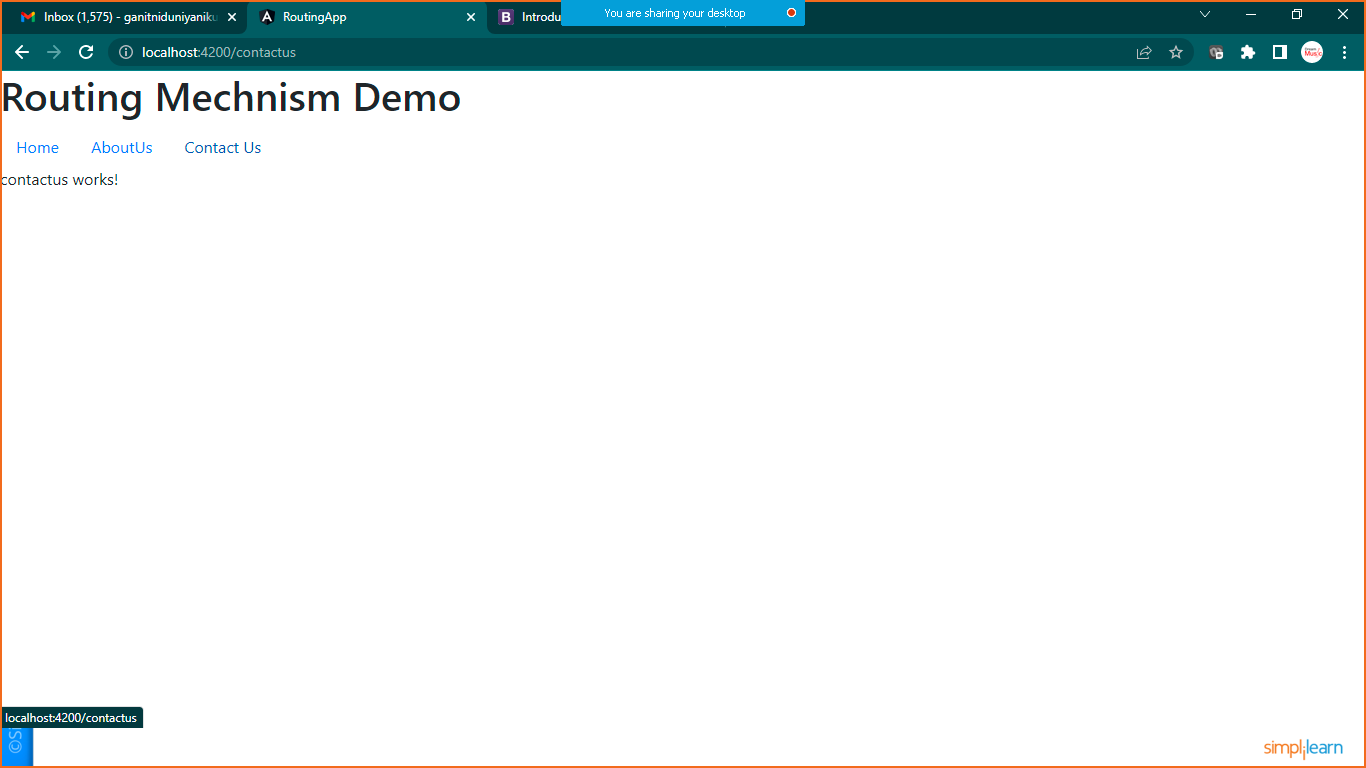 Inbox (1,575) - ganitniduniyaniku
RoutingApp
Introdu
You are sharing your desktop
localhost:4200/contactus
Routing Mechnism Demo
Home AboutUs Contact Us
contactus works!
localhost:4200/contactus
simplilearn